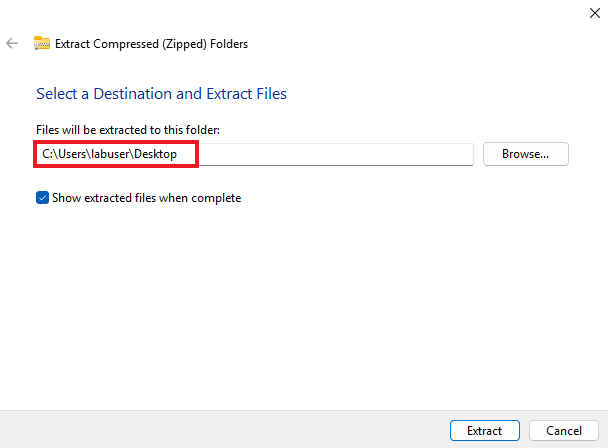 Extract Compressed (Zipped) Folders
Select a Destination and Extract Files
Files will be extracted to this folder:
C:\Users\labuser\Desktop
Browse...
Show extracted files when complete
Extract
Cancel